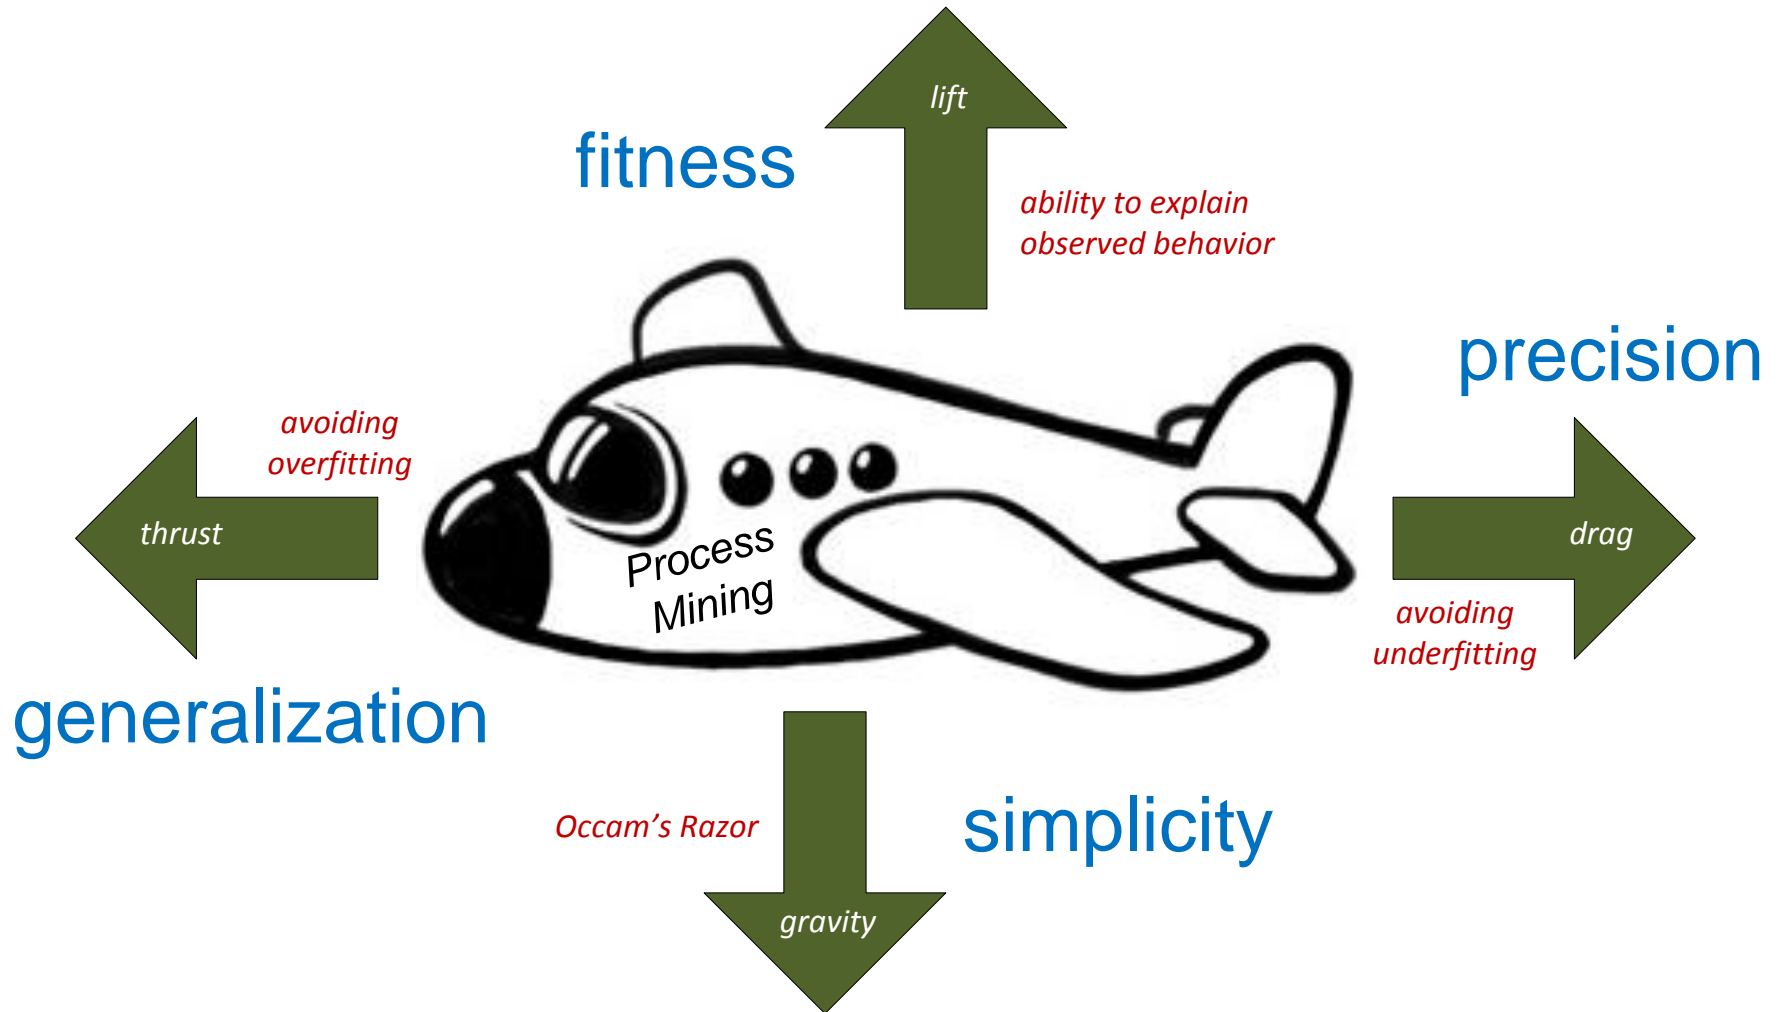 lift
fitness
ability to explain
observed behavior
precision
avoiding
overfitting
thrust
drag
Process
Mining
avoiding
underfitting
generalization
Occam’s Razor
simplicity
gravity